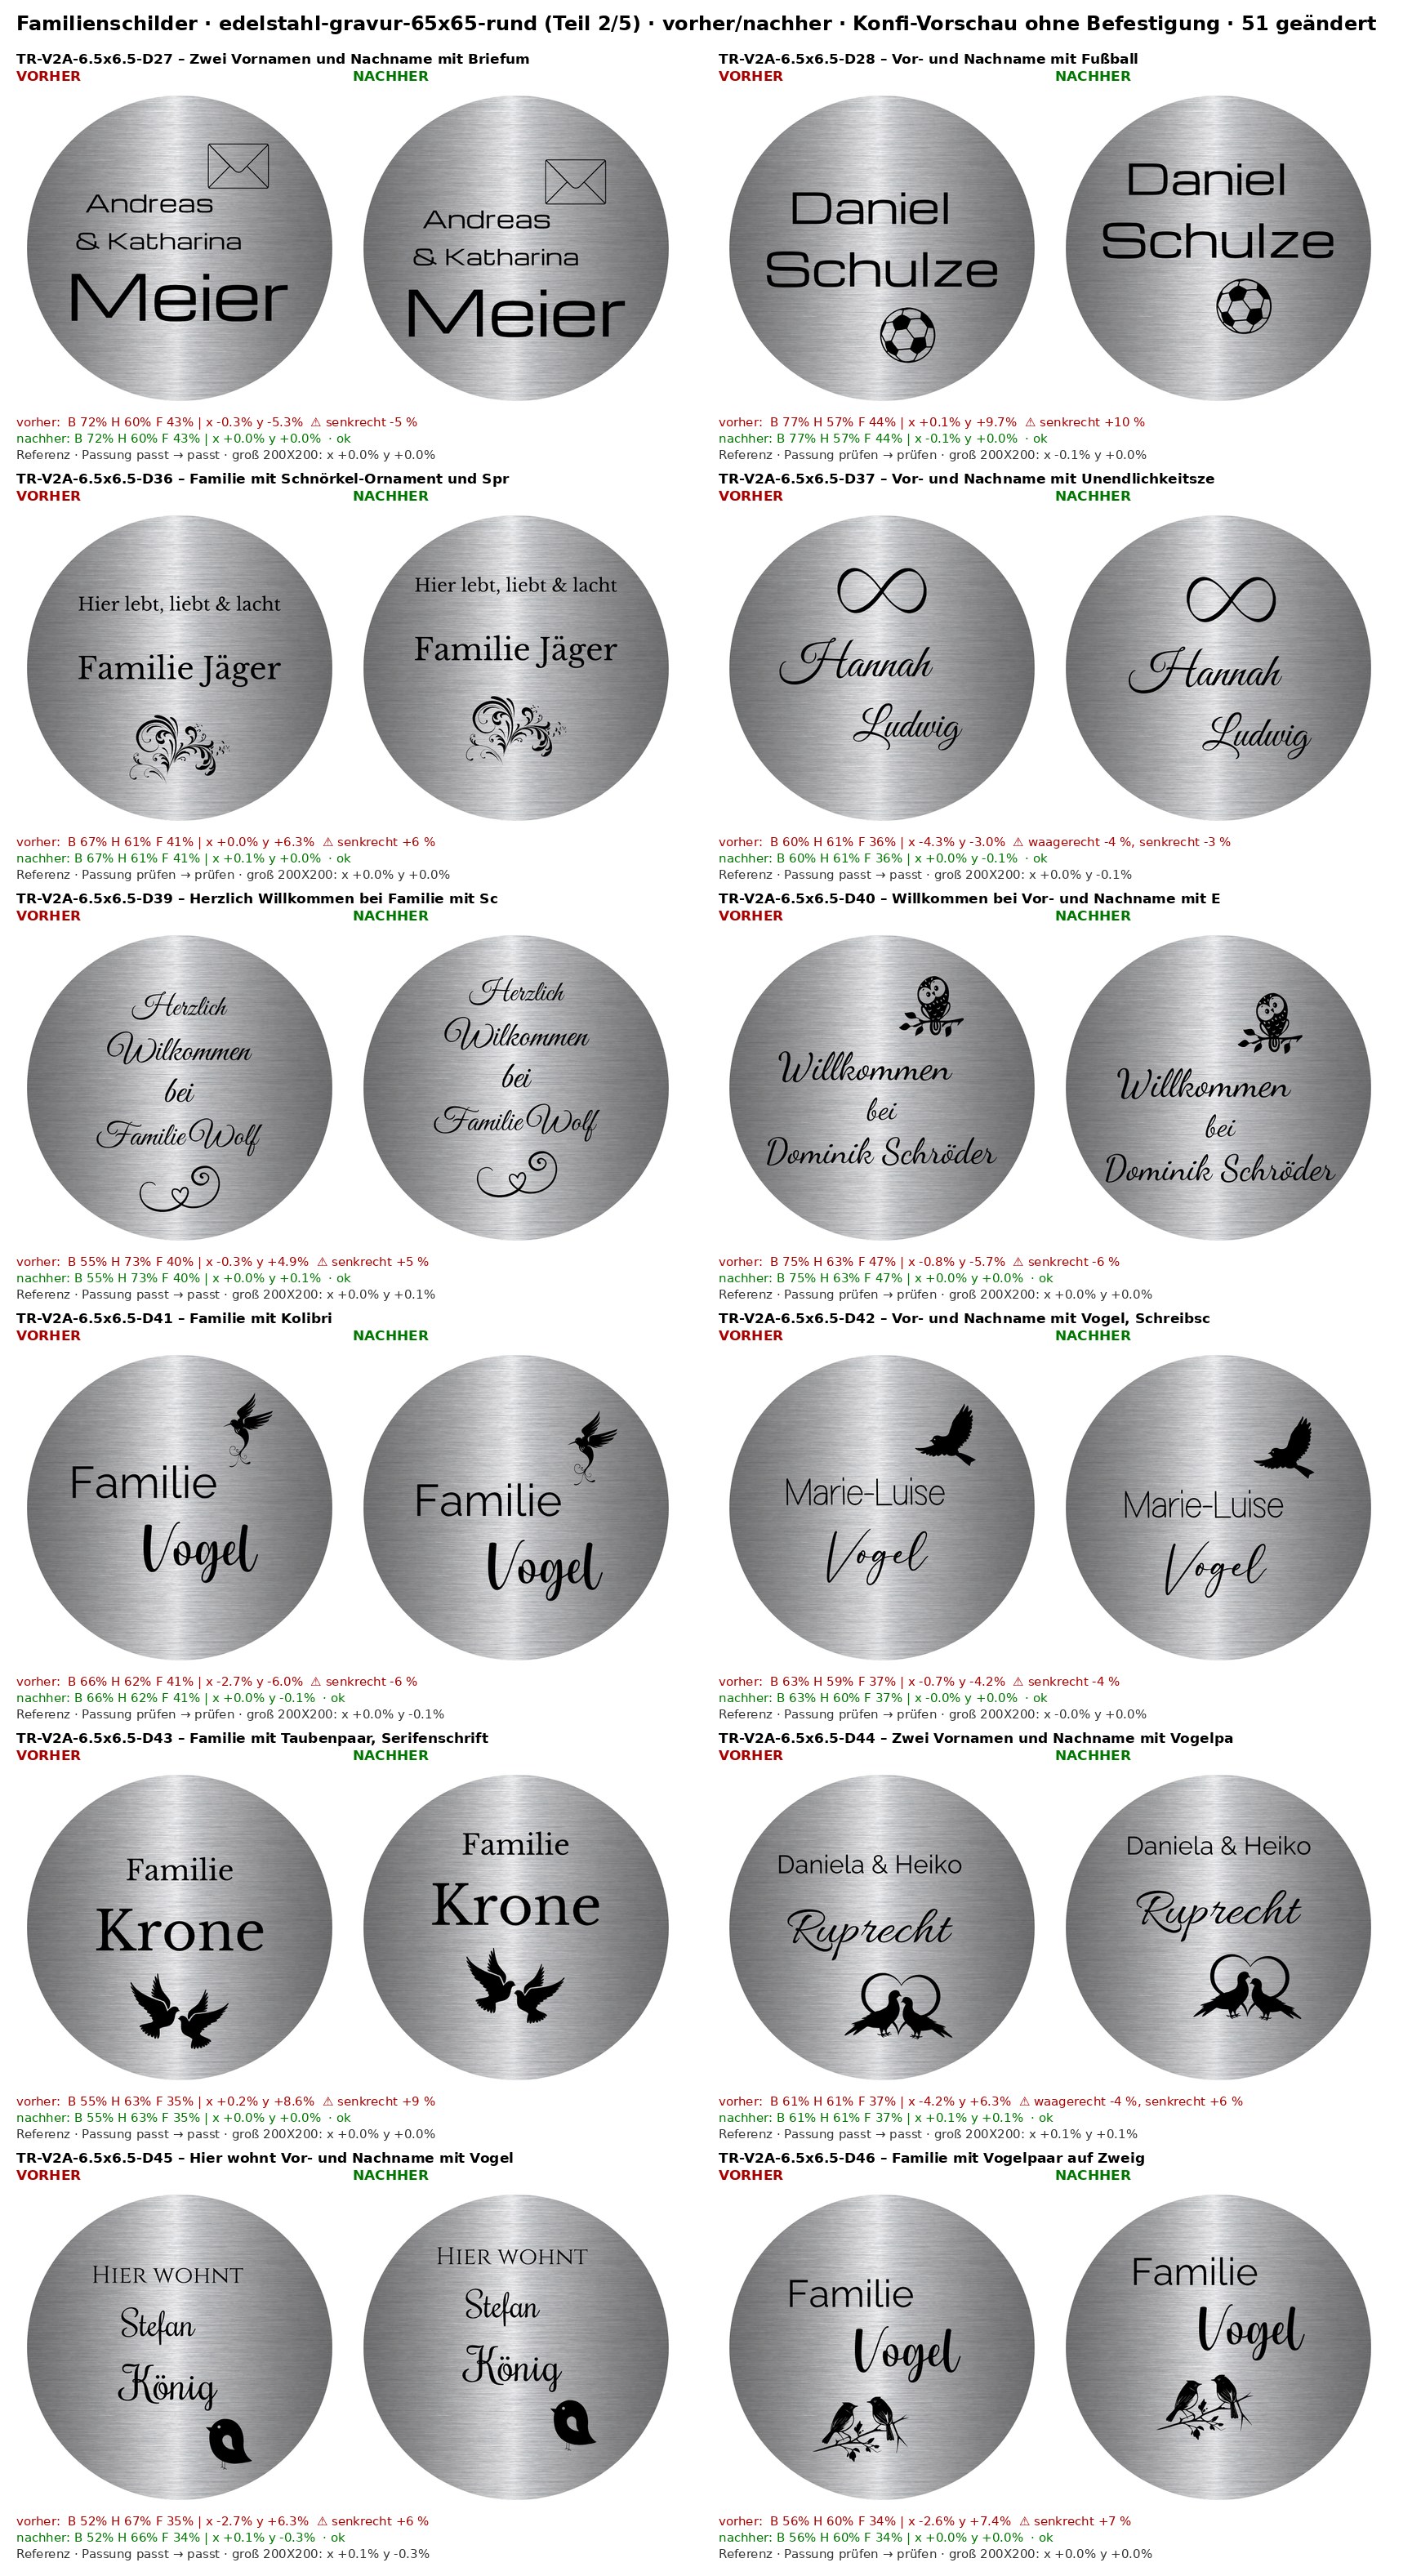 Familienschilder · edelstahl-gravur-65x65-rund (Teil 2/5) · vorher/nachher · Konfi-Vorschau ohne Befestigung · 51 geändert
TR-V2A-6.5x6.5-D27 – Zwei Vornamen und Nachname mit Briefum
VORHER NACHHER
Andreas
& Katharina
Meier
Andreas
& Katharina
Meier
vorher: B 72% H 60% F 43% | x -0.3% y -5.3% ⚠ senkrecht -5 %
nachher: B 72% H 60% F 43% | x +0.0% y +0.0% · ok
Referenz · Passung passt → passt · groß 200X200: x +0.0% y +0.0%
TR-V2A-6.5x6.5-D28 – Vor- und Nachname mit Fußball
VORHER NACHHER
Daniel
Schulze
Daniel
Schulze
vorher: B 77% H 57% F 44% | x +0.1% y +9.7% ⚠ senkrecht +10 %
nachher: B 77% H 57% F 44% | x -0.1% y +0.0% · ok
Referenz · Passung prüfen → prüfen · groß 200X200: x -0.1% y +0.0%
TR-V2A-6.5x6.5-D36 – Familie mit Schnörkel-Ornament und Spr
VORHER NACHHER
Hier lebt, liebt & lacht
Familie Jäger
Hier lebt, liebt & lacht
Familie Jäger
vorher: B 67% H 61% F 41% | x +0.0% y +6.3% ⚠ senkrecht +6 %
nachher: B 67% H 61% F 41% | x +0.1% y +0.0% · ok
Referenz · Passung prüfen → prüfen · groß 200X200: x +0.0% y +0.0%
TR-V2A-6.5x6.5-D37 – Vor- und Nachname mit Unendlichkeitsze
VORHER NACHHER
Hannah
Ludwig
Hannah
Ludwig
vorher: B 60% H 61% F 36% | x -4.3% y -3.0% ⚠ waagerecht -4 %, senkrecht -3 %
nachher: B 60% H 61% F 36% | x +0.0% y -0.1% · ok
Referenz · Passung passt → passt · groß 200X200: x +0.0% y -0.1%
TR-V2A-6.5x6.5-D39 – Herzlich Willkommen bei Familie mit Sc
VORHER NACHHER
Herzlich
Wilkommen
bei
Familie Wolf
Herzlich
Wilkommen
bei
Familie Wolf
vorher: B 55% H 73% F 40% | x -0.3% y +4.9% ⚠ senkrecht +5 %
nachher: B 55% H 73% F 40% | x +0.0% y +0.1% · ok
Referenz · Passung passt → passt · groß 200X200: x +0.0% y +0.1%
TR-V2A-6.5x6.5-D40 – Willkommen bei Vor- und Nachname mit E
VORHER NACHHER
Willkommen
bei
Dominik Schröder
Willkommen
bei
Dominik Schröder
vorher: B 75% H 63% F 47% | x -0.8% y -5.7% ⚠ senkrecht -6 %
nachher: B 75% H 63% F 47% | x +0.0% y +0.0% · ok
Referenz · Passung prüfen → prüfen · groß 200X200: x +0.0% y +0.0%
TR-V2A-6.5x6.5-D41 – Familie mit Kolibri
VORHER NACHHER
Familie
Vogel
Familie
Vogel
vorher: B 66% H 62% F 41% | x -2.7% y -6.0% ⚠ senkrecht -6 %
nachher: B 66% H 62% F 41% | x +0.0% y -0.1% · ok
Referenz · Passung prüfen → prüfen · groß 200X200: x +0.0% y -0.1%
TR-V2A-6.5x6.5-D42 – Vor- und Nachname mit Vogel, Schreibsc
VORHER NACHHER
Marie-Luise
Vogel
Marie-Luise
Vogel
vorher: B 63% H 59% F 37% | x -0.7% y -4.2% ⚠ senkrecht -4 %
nachher: B 63% H 60% F 37% | x -0.0% y +0.0% · ok
Referenz · Passung passt → passt · groß 200X200: x -0.0% y +0.0%
TR-V2A-6.5x6.5-D43 – Familie mit Taubenpaar, Serifenschrift
VORHER NACHHER
Familie
Krone
Familie
Krone
vorher: B 55% H 63% F 35% | x +0.2% y +8.6% ⚠ senkrecht +9 %
nachher: B 55% H 63% F 35% | x +0.0% y +0.0% · ok
Referenz · Passung passt → passt · groß 200X200: x +0.0% y +0.0%
TR-V2A-6.5x6.5-D44 – Zwei Vornamen und Nachname mit Vogelpa
VORHER NACHHER
Daniela & Heiko
Ruprecht
Daniela & Heiko
Ruprecht
vorher: B 61% H 61% F 37% | x -4.2% y +6.3% ⚠ waagerecht -4 %, senkrecht +6 %
nachher: B 61% H 61% F 37% | x +0.1% y +0.1% · ok
Referenz · Passung passt → passt · groß 200X200: x +0.1% y +0.1%
TR-V2A-6.5x6.5-D45 – Hier wohnt Vor- und Nachname mit Vogel
VORHER NACHHER
Hier wohnt
Stefan
König
Hier wohnt
Stefan
König
vorher: B 52% H 67% F 35% | x -2.7% y +6.3% ⚠ senkrecht +6 %
nachher: B 52% H 66% F 34% | x +0.1% y -0.3% · ok
Referenz · Passung passt → passt · groß 200X200: x +0.1% y -0.3%
TR-V2A-6.5x6.5-D46 – Familie mit Vogelpaar auf Zweig
VORHER NACHHER
Familie
Vogel
Familie
Vogel
vorher: B 56% H 60% F 34% | x -2.6% y +7.4% ⚠ senkrecht +7 %
nachher: B 56% H 60% F 34% | x +0.0% y +0.0% · ok
Referenz · Passung prüfen → prüfen · groß 200X200: x +0.0% y +0.0%